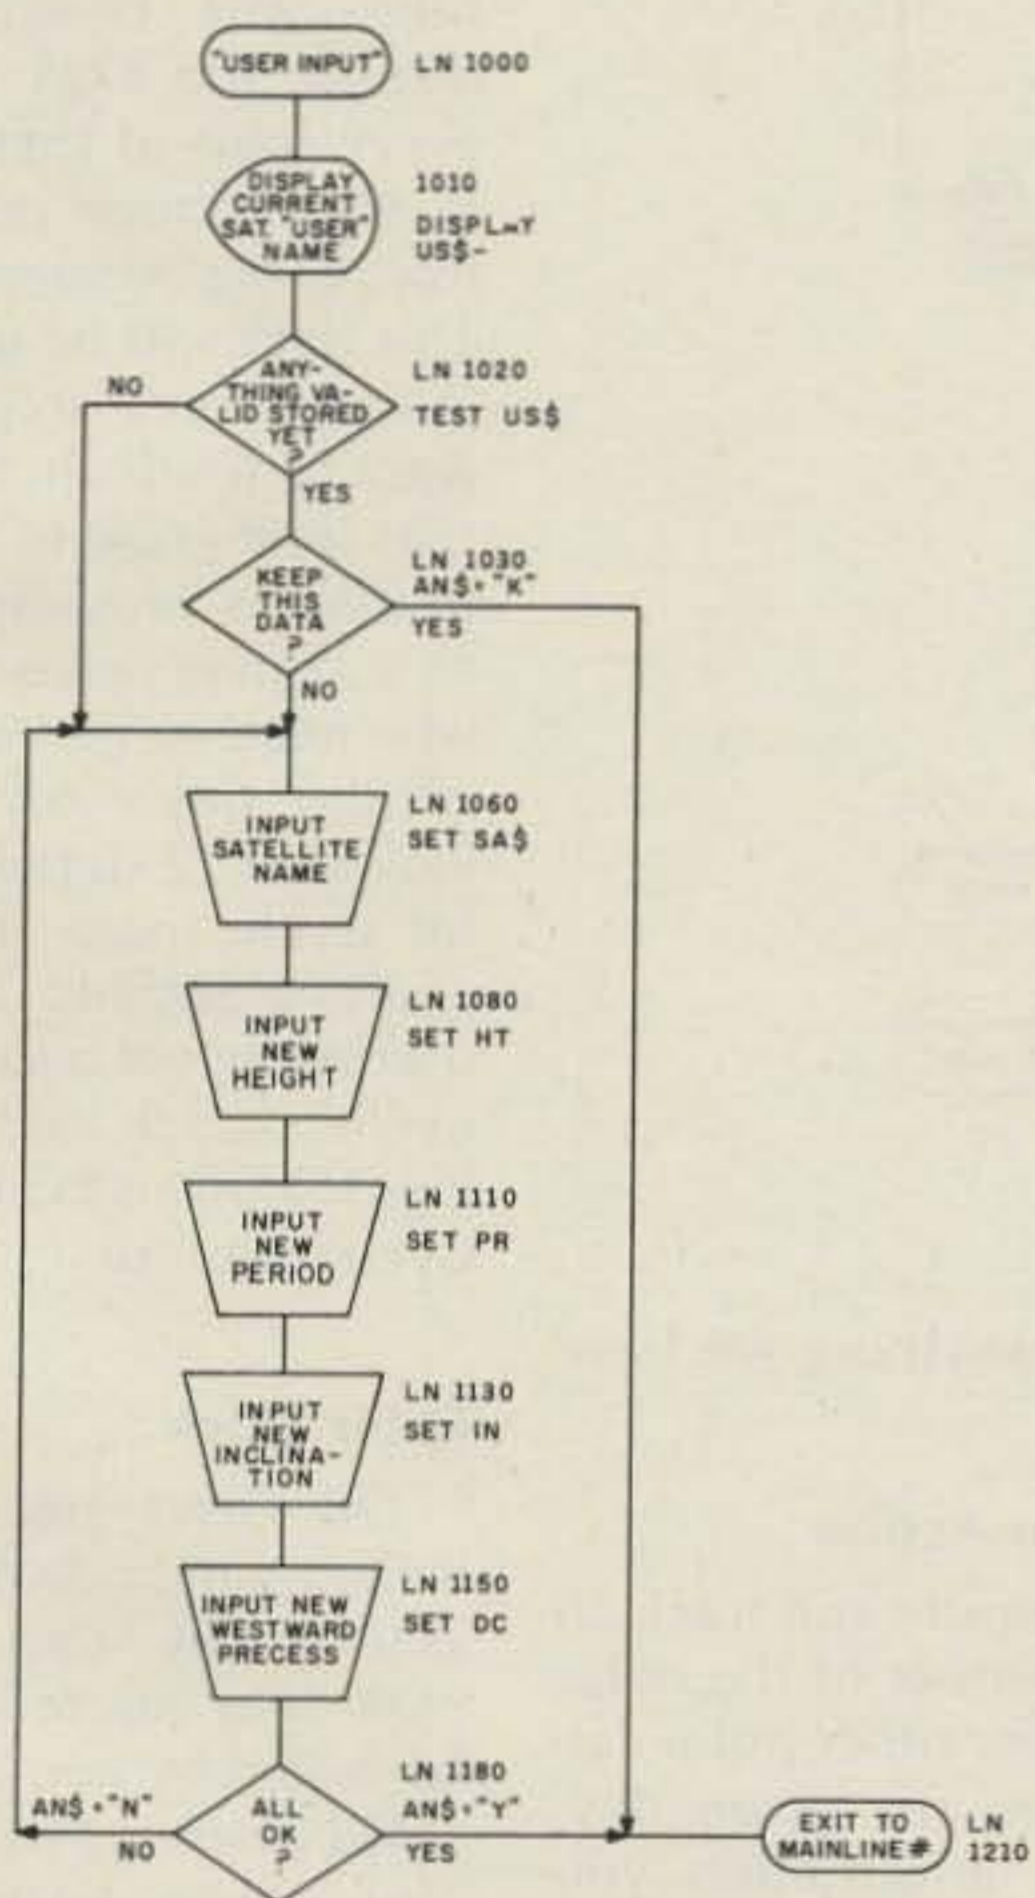 "USER INPUT"
LN 1000
DISPLAY
CURRENT
SAT. "USER"
NAME
1010
DISPLAY
US$-
ANY-
THING VA-
LID STORED
YET
?
LN 1020
TEST US$
NO
YES
KEEP
THIS
DATA
?
LN 1030
AN$="K"
YES
NO
INPUT
SATELLITE
NAME
LN 1060
SET SA$
INPUT
NEW
HEIGHT
LN 1080
SET HT
INPUT
NEW
PERIOD
LN 1110
SET PR
INPUT
NEW
INCLINA-
TION
LN 1130
SET IN
INPUT NEW
WESTWARD
PRECESS
LN 1150
SET DC
ALL
OK
?
LN 1180
AN$="Y"
YES
AN$="N"
NO
EXIT TO
MAINLINE#
LN
1210